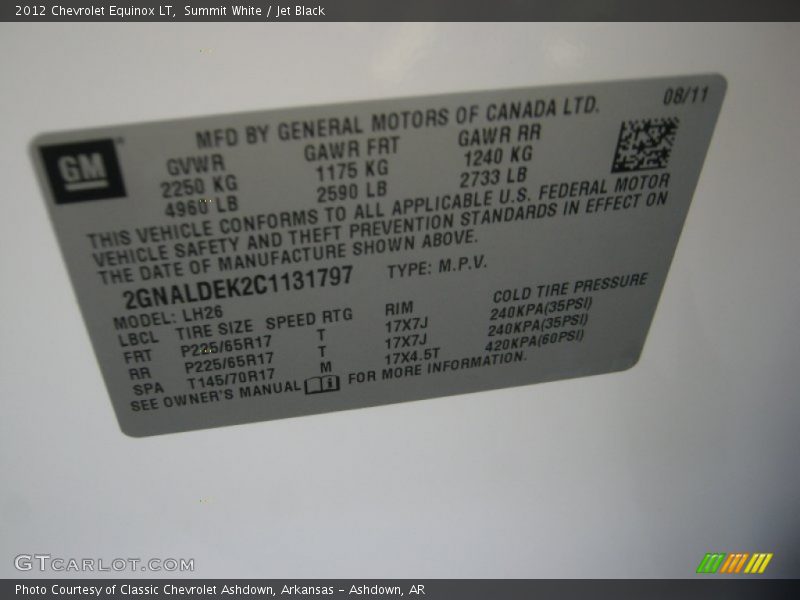 2012 Chevrolet Equinox LT,  Summit White / Jet Black
08/11
GM
MFD BY GENERAL MOTORS OF CANADA LTD.
GVWR GAWR FRT GAWR RR
2250 KG 1175 KG 1240 KG
4960 LB 2590 LB 2733 LB
THIS VEHICLE CONFORMS TO ALL APPLICABLE U.S. FEDERAL MOTOR
VEHICLE SAFETY AND THEFT PREVENTION STANDARDS IN EFFECT ON
THE DATE OF MANUFACTURE SHOWN ABOVE.
2GNALDEK2C1131797 TYPE: M.P.V.
MODEL: LH26
LBCL TIRE SIZE SPEED RTG RIM COLD TIRE PRESSURE
FRT P225/65R17 T 17X7J 240KPA(35PSI)
RR P225/65R17 T 17X7J 240KPA(35PSI)
SPA T145/70R17 M 17X4.5T 420KPA(60PSI)
SEE OWNER'S MANUAL FOR MORE INFORMATION.
GTCARLOT.COM
Photo Courtesy of Classic Chevrolet Ashdown, Arkansas - Ashdown, AR